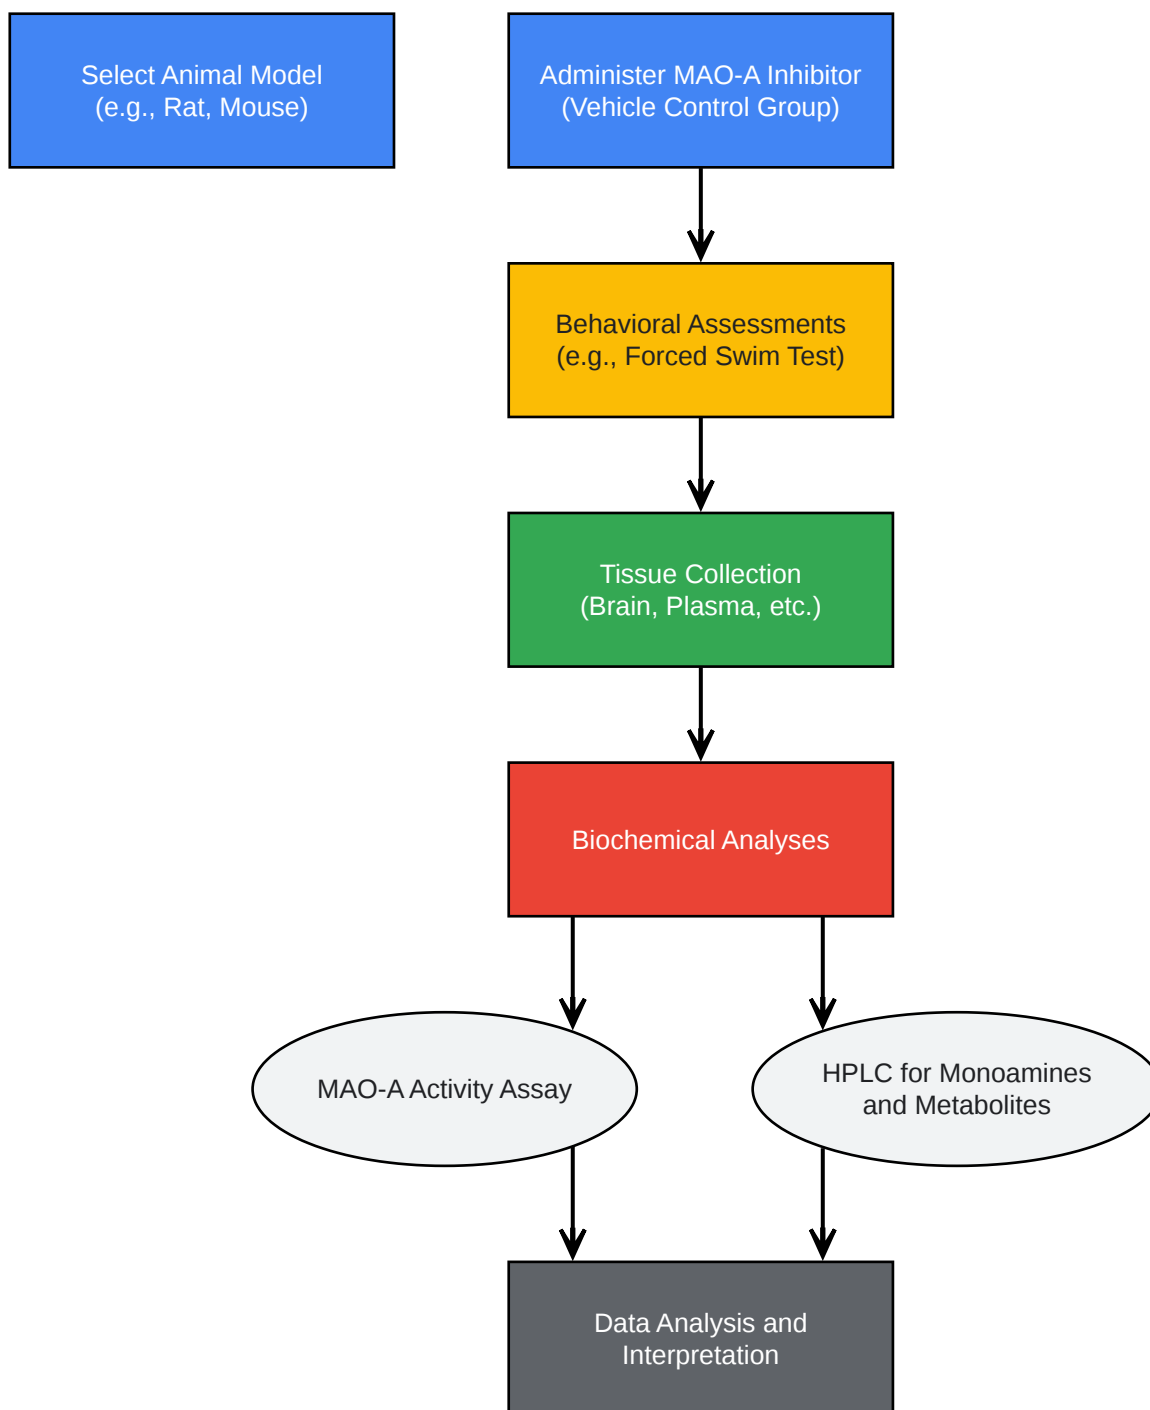 Select Animal Model
(e.g., Rat, Mouse)
Administer MAO-A Inhibitor
(Vehicle Control Group)
Behavioral Assessments
(e.g., Forced Swim Test)
Tissue Collection
(Brain, Plasma, etc.)
Biochemical Analyses
MAO-A Activity Assay
HPLC for Monoamines
and Metabolites
Data Analysis and
Interpretation